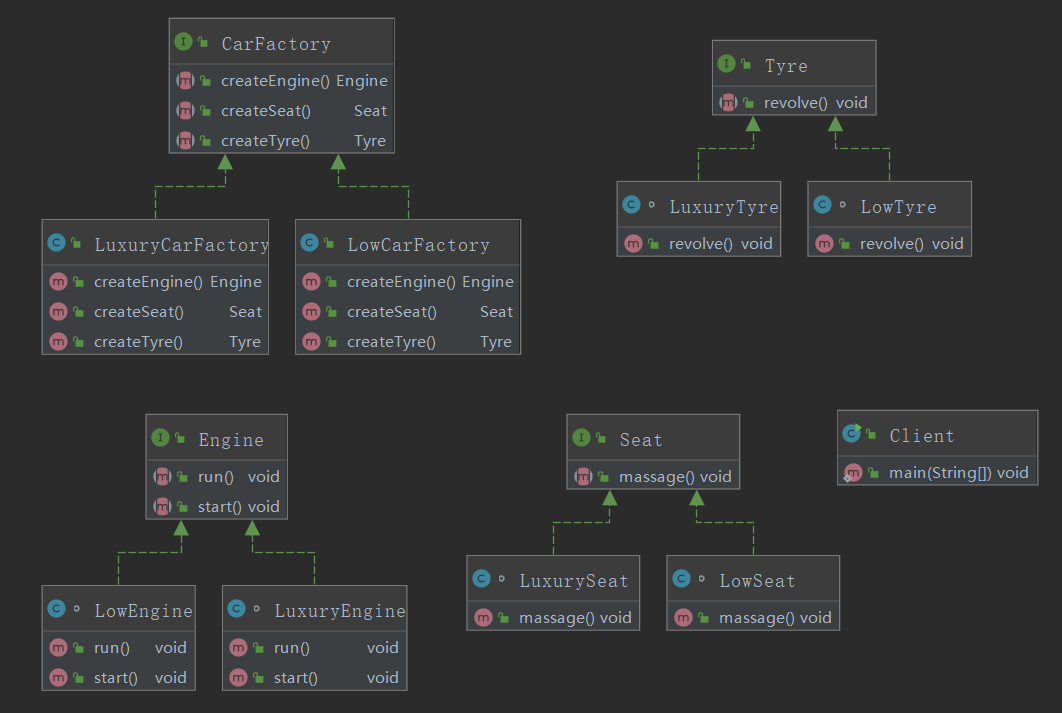 CarFactory
createEngine() Engine
createSeat() Seat
createTyre() Tyre
Tyre
revolve() void
LuxuryTyre
revolve() void
LowTyre
revolve() void
LuxuryCarFactory
createEngine() Engine
createSeat() Seat
createTyre() Tyre
LowCarFactory
createEngine() Engine
createSeat() Seat
createTyre() Tyre
Engine
run() void
start() void
Seat
massage() void
Client
main(String[]) void
LowEngine
run() void
start() void
LuxuryEngine
run() void
start() void
LuxurySeat
massage() void
LowSeat
massage() void